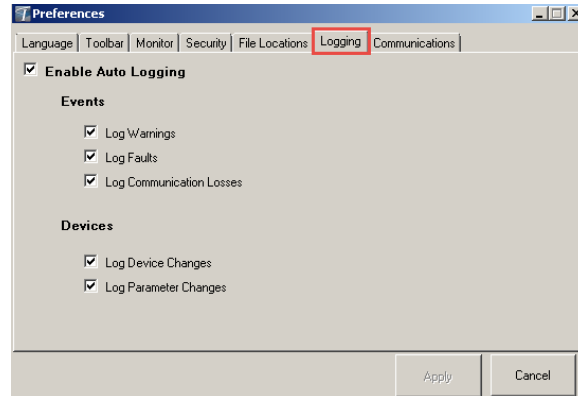 Preferences
Language Toolbar Monitor Security File Locations Logging Communications
Enable Auto Logging
Events
Log Warnings
Log Faults
Log Communication Losses
Devices
Log Device Changes
Log Parameter Changes
Apply Cancel